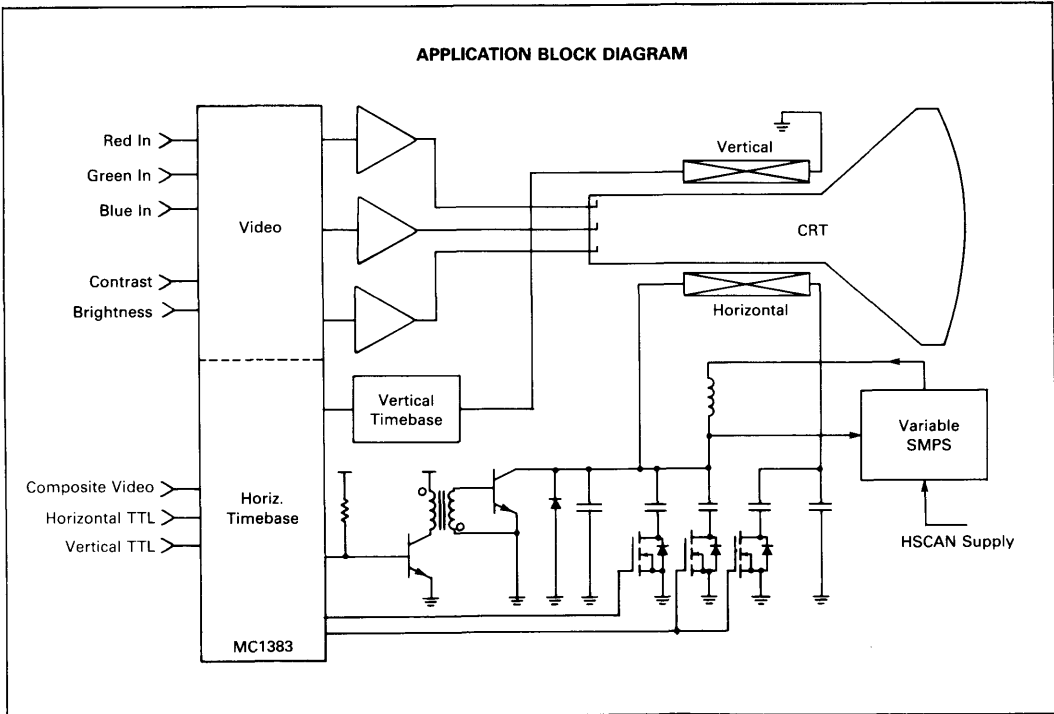 APPLICATION BLOCK DIAGRAM
Red In
Green In
Blue In
Contrast
Brightness
Video
Vertical
CRT
Horizontal
Vertical
Timebase
Variable
SMPS
Composite Video
Horizontal TTL
Vertical TTL
Horiz.
Timebase
HSCAN Supply
MC1383